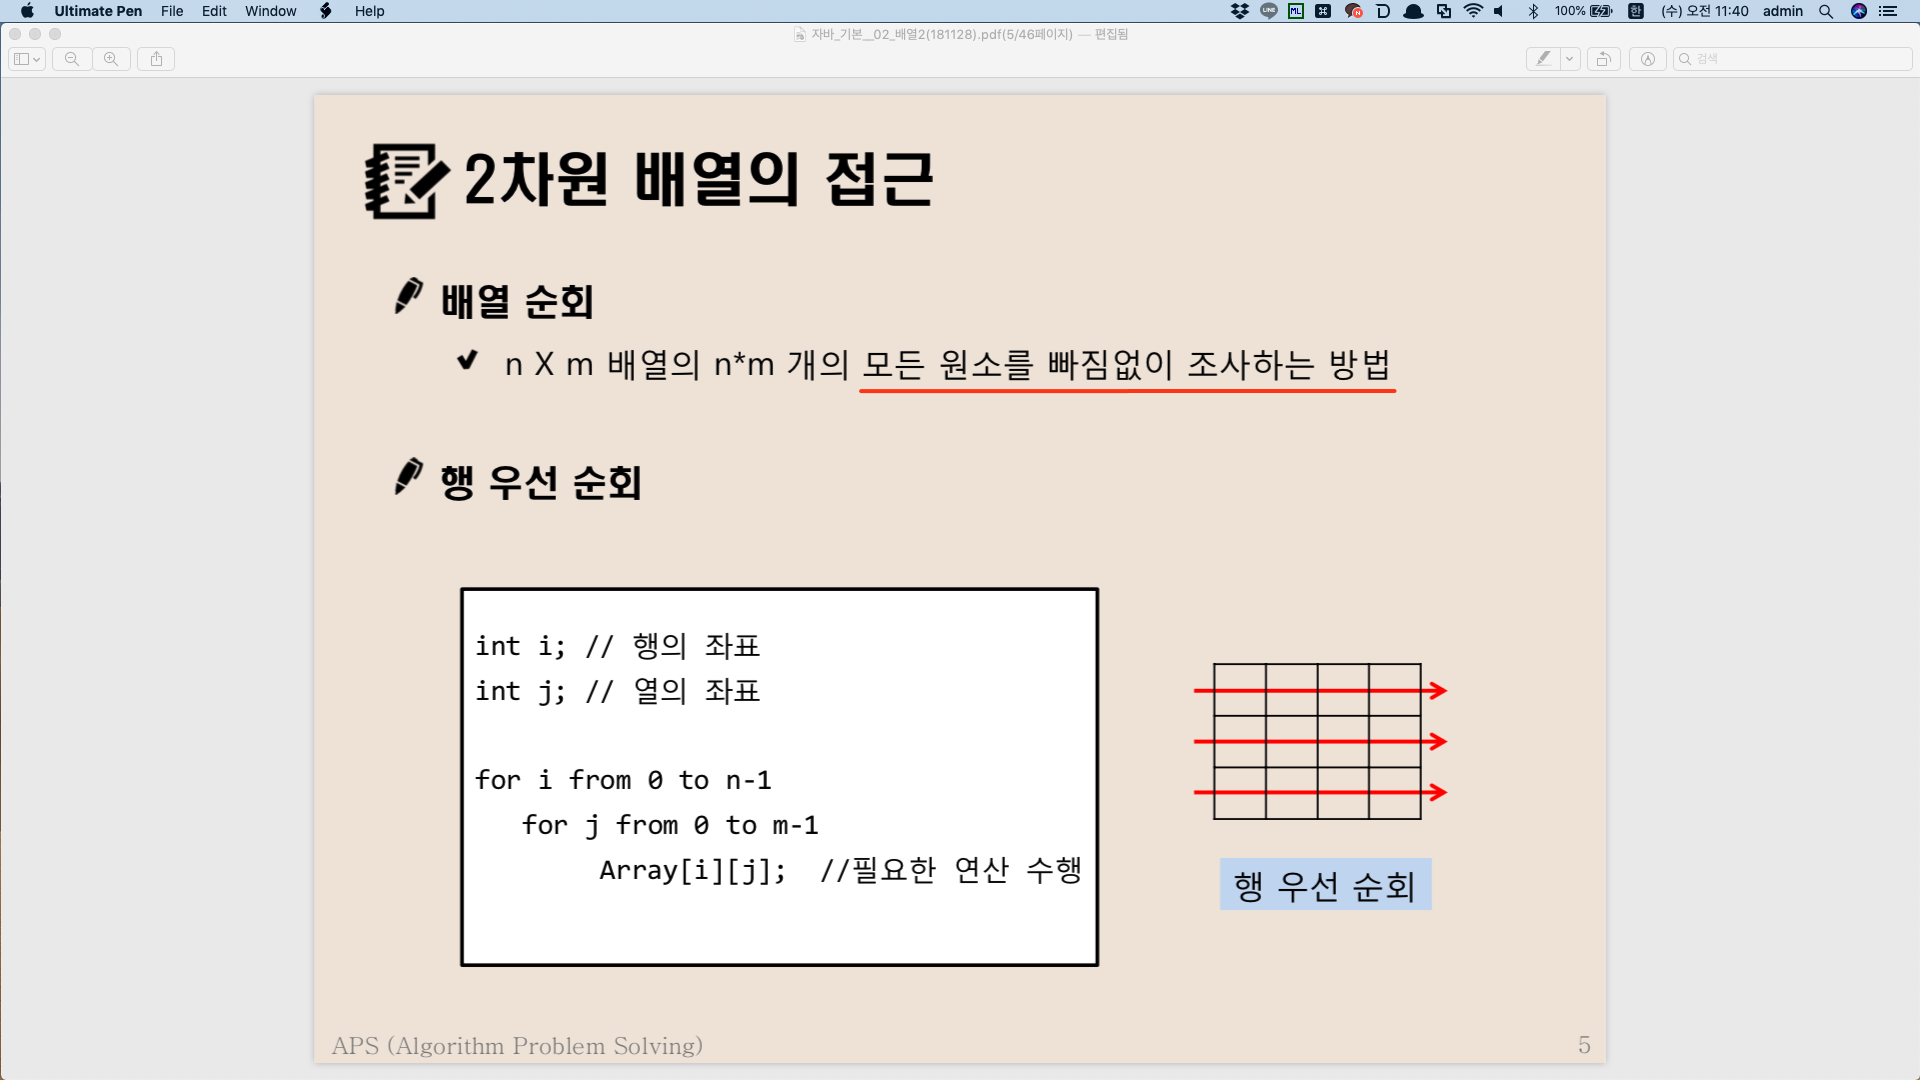 Ultimate Pen File Edit Window Help 100% 한 (수) 오전 11:40 admin
자바_기본__02_배열2(181128).pdf(5/46페이지) — 편집됨
검색
2차원 배열의 접근
배열 순회
n X m 배열의 n*m 개의 모든 원소를 빠짐없이 조사하는 방법
행 우선 순회
int i; // 행의 좌표
int j; // 열의 좌표
for i from 0 to n-1
for j from 0 to m-1
Array[i][j]; //필요한 연산 수행
행 우선 순회
APS (Algorithm Problem Solving)
5